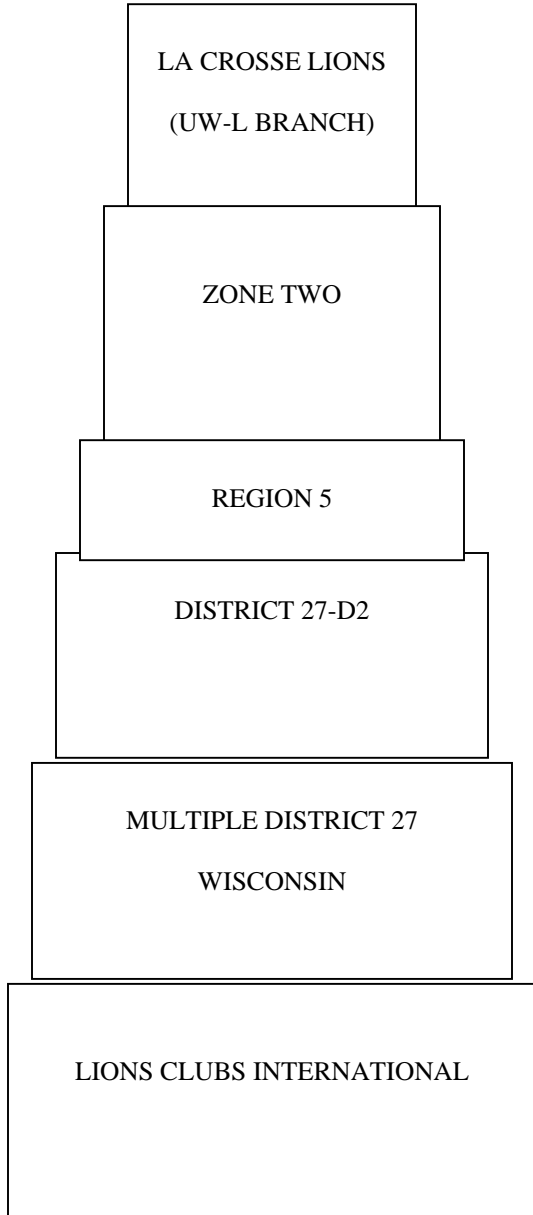 LA CROSSE LIONS
(UW-L BRANCH)
ZONE TWO
REGION 5
DISTRICT 27-D2
MULTIPLE DISTRICT 27
WISCONSIN
LIONS CLUBS INTERNATIONAL